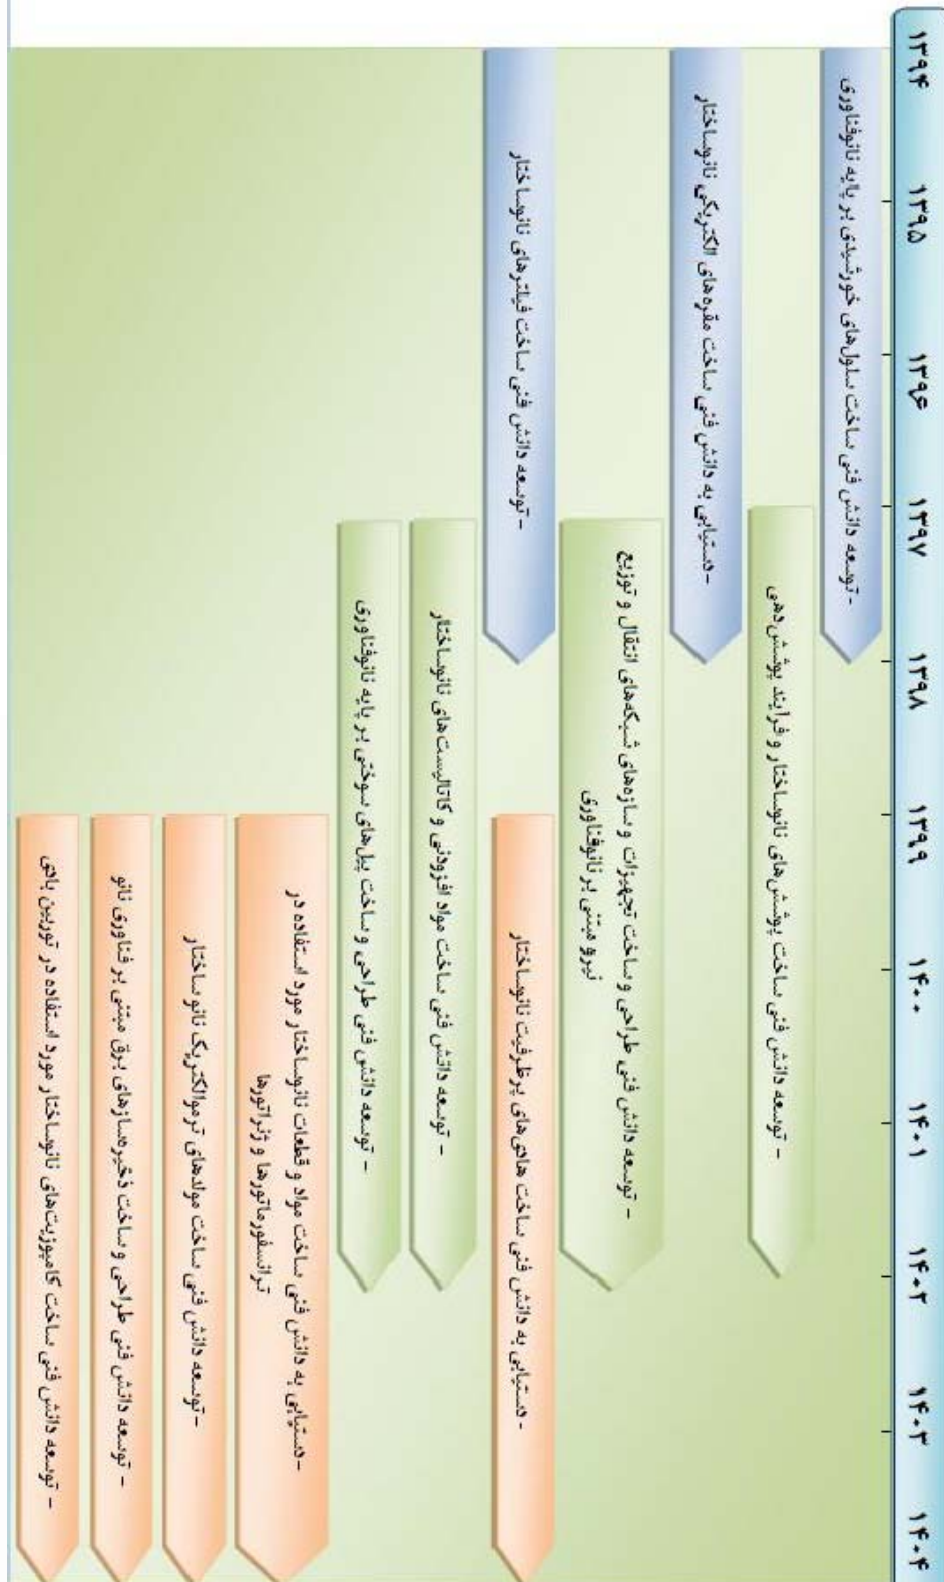 ۱۳۹۴
۱۳۹۵
۱۳۹۶
۱۳۹۷
۱۳۹۸
۱۳۹۹
۱۴۰۰
۱۴۰۱
۱۴۰۲
۱۴۰۳
۱۴۰۴
- توسعه دانش فنی ساخت سلول‌های خورشیدی بر پایه نانوفناوری
- توسعه دانش فنی ساخت پوشش‌های نانوساختار و فرآیند پوشش‌دهی
- دستیابی به دانش فنی ساخت مقره‌های الکتریکی نانوساختار
- توسعه دانش فنی طراحی و ساخت تجهیزات و سازه‌های شبکه‌های انتقال و توزیع
نیرو مبتنی بر نانوفناوری
- توسعه دانش فنی ساخت فیلترهای نانوساختار
- دستیابی به دانش فنی ساخت هادی‌های پرظرفیت نانوساختار
- توسعه دانش فنی ساخت مواد افزودنی و کاتالیست‌های نانوساختار
- توسعه دانش فنی طراحی و ساخت پیل‌های سوختی بر پایه نانوفناوری
- دستیابی به دانش فنی ساخت مواد و قطعات نانوساختار مورد استفاده در
ترانسفورماتورها و ژنراتورها
- توسعه دانش فنی ساخت مولدهای ترموالکتریک نانو ساختار
- توسعه دانش فنی طراحی و ساخت ذخیره‌سازهای برق مبتنی بر فناوری نانو
- توسعه دانش فنی ساخت کامپوزیت‌های نانوساختار مورد استفاده در توربین بادی